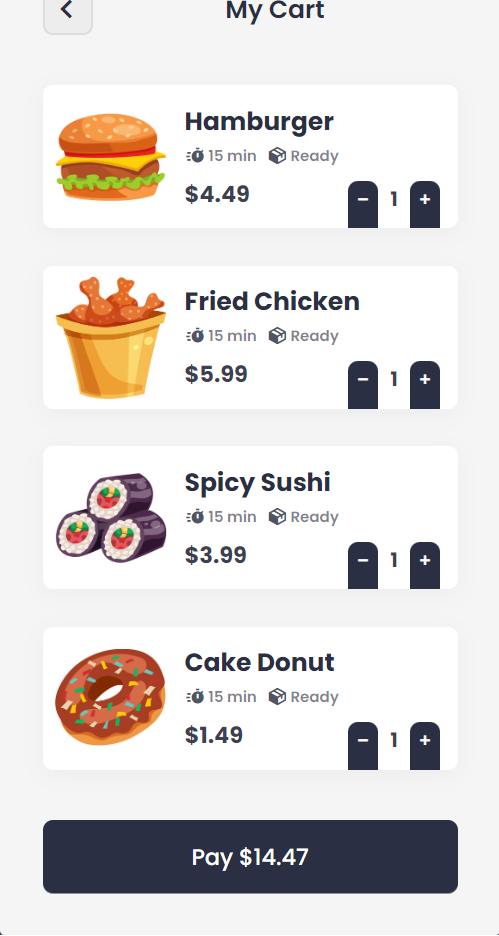 My Cart
Hamburger
15 min Ready
$4.49
− 1 +
Fried Chicken
15 min Ready
$5.99
− 1 +
Spicy Sushi
15 min Ready
$3.99
− 1 +
Cake Donut
15 min Ready
$1.49
− 1 +
Pay $14.47